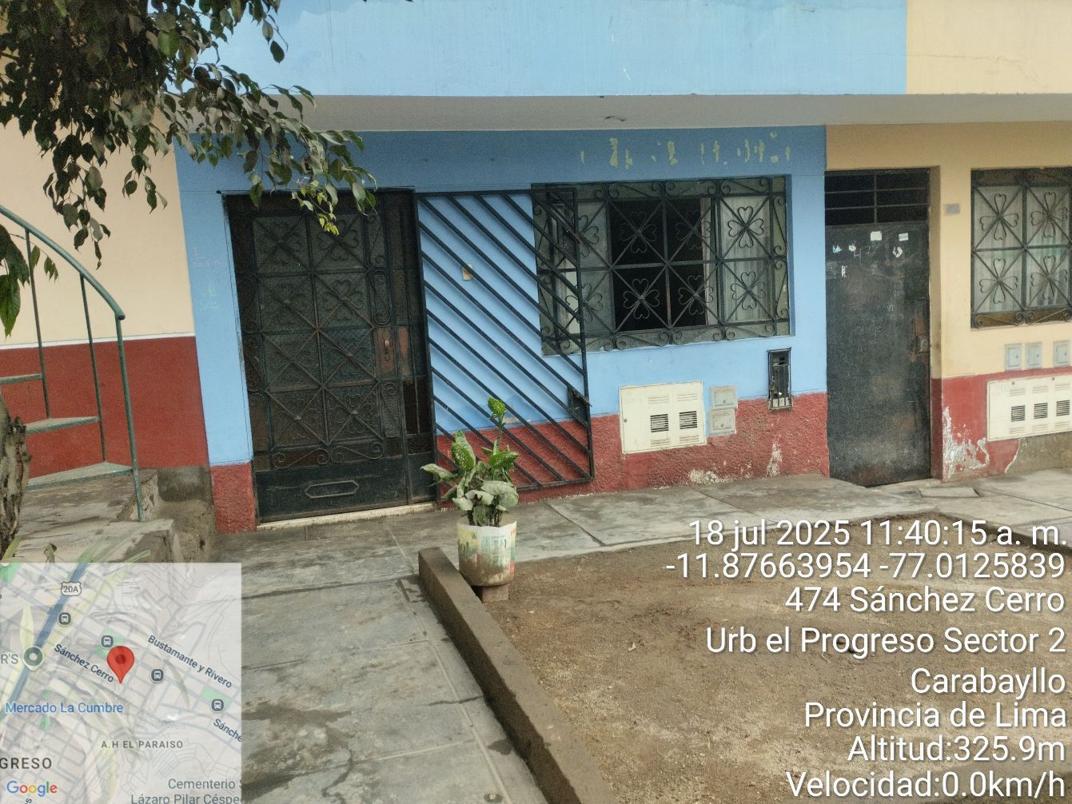 18 jul 2025 11:40:15 a. m.
-11.87663954 -77.0125839
474 Sánchez Cerro
Urb el Progreso Sector 2
Carabayllo
Provincia de Lima
Altitud:325.9m
Velocidad:0.0km/h
20A
Bustamante y Rivero
R'S
Sánchez Cerro
Mercado La Cumbre
Sánc
A.H EL PARAISO
GRESO
Cementerio S
Google
Lázaro Pilar Césped